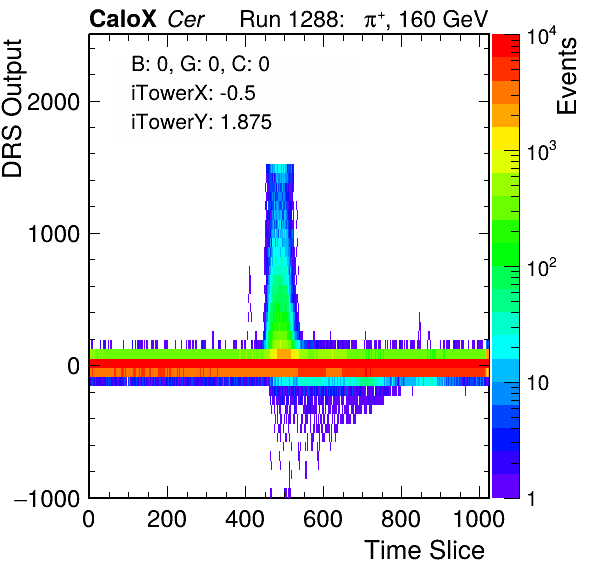 CaloX Cer Run 1288: π⁺, 160 GeV
B: 0, G: 0, C: 0
iTowerX: -0.5
iTowerY: 1.875
DRS Output
2000
1000
0
−1000
0 200 400 600 800 1000
Time Slice
10⁴
10³
10²
10
1
Events